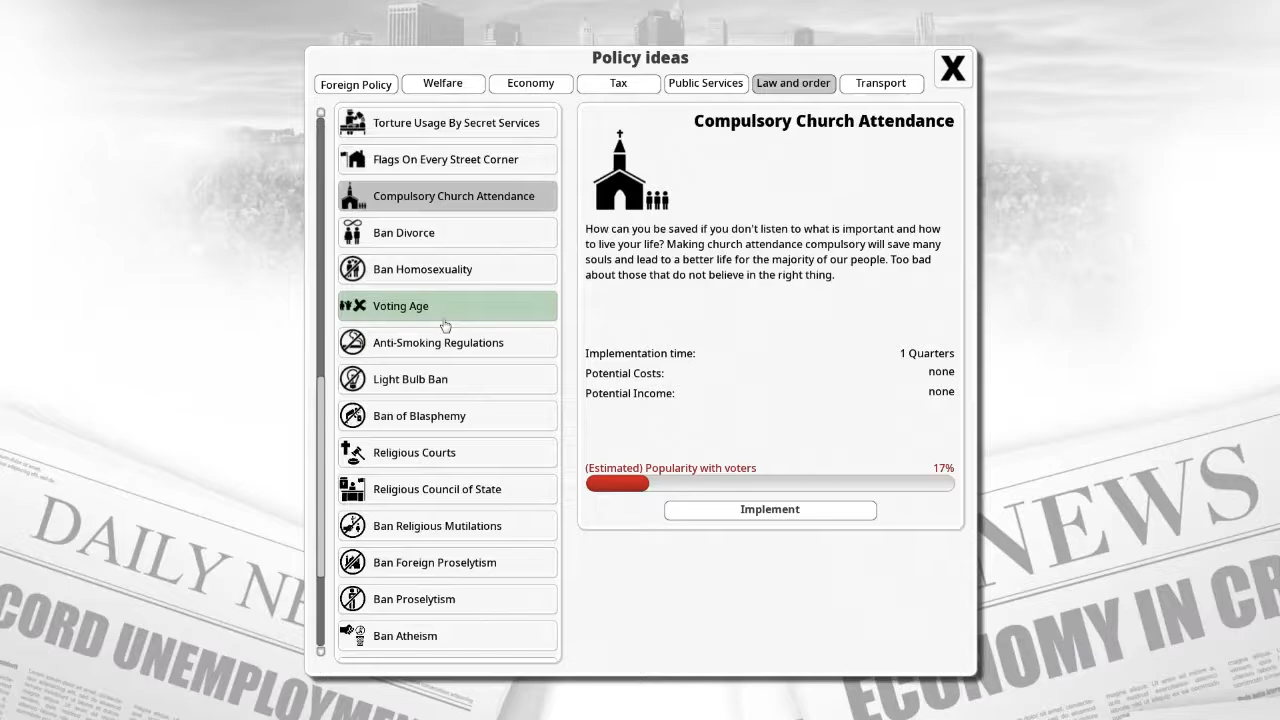 Policy ideas
X
Foreign Policy
Welfare
Economy
Tax
Public Services
Law and order
Transport
Torture Usage By Secret Services
Flags On Every Street Corner
Compulsory Church Attendance
Ban Divorce
Ban Homosexuality
Voting Age
Anti-Smoking Regulations
Light Bulb Ban
Ban of Blasphemy
Religious Courts
Religious Council of State
Ban Religious Mutilations
Ban Foreign Proselytism
Ban Proselytism
Ban Atheism
Compulsory Church Attendance
How can you be saved if you don't listen to what is important and how
to live your life? Making church attendance compulsory will save many
souls and lead to a better life for the majority of our people. Too bad
about those that do not believe in the right thing.
Implementation time: 1 Quarters
Potential Costs: none
Potential Income: none
(Estimated) Popularity with voters 17%
Implement
DAILY NE
CORD UNEMPLOYM
NEWS
ECONOMY IN CR